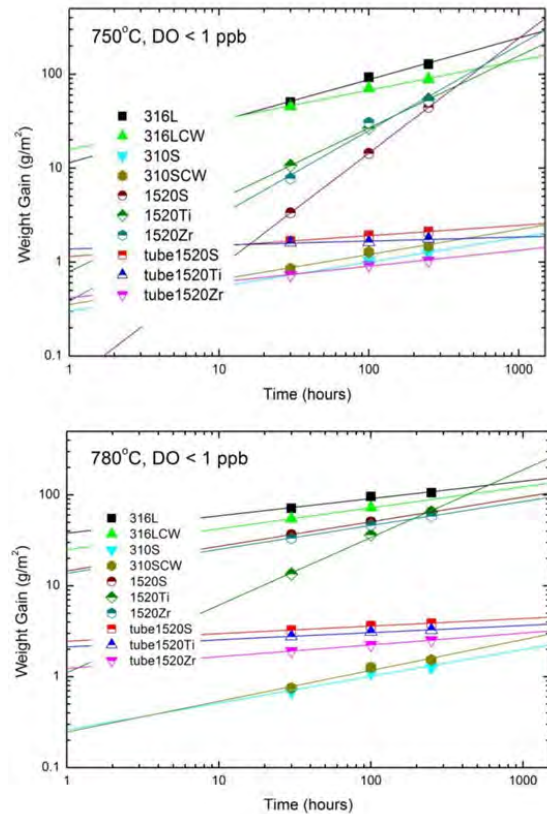 750°C, DO < 1 ppb
100
10
1
0.1
Weight Gain (g/m²)
316L
316LCW
310S
310SCW
1520S
1520Ti
1520Zr
tube1520S
tube1520Ti
tube1520Zr
1
10
100
1000
Time (hours)
780°C, DO < 1 ppb
100
10
1
0.1
Weight Gain (g/m²)
316L
316LCW
310S
310SCW
1520S
1520Ti
1520Zr
tube1520S
tube1520Ti
tube1520Zr
1
10
100
1000
Time (hours)